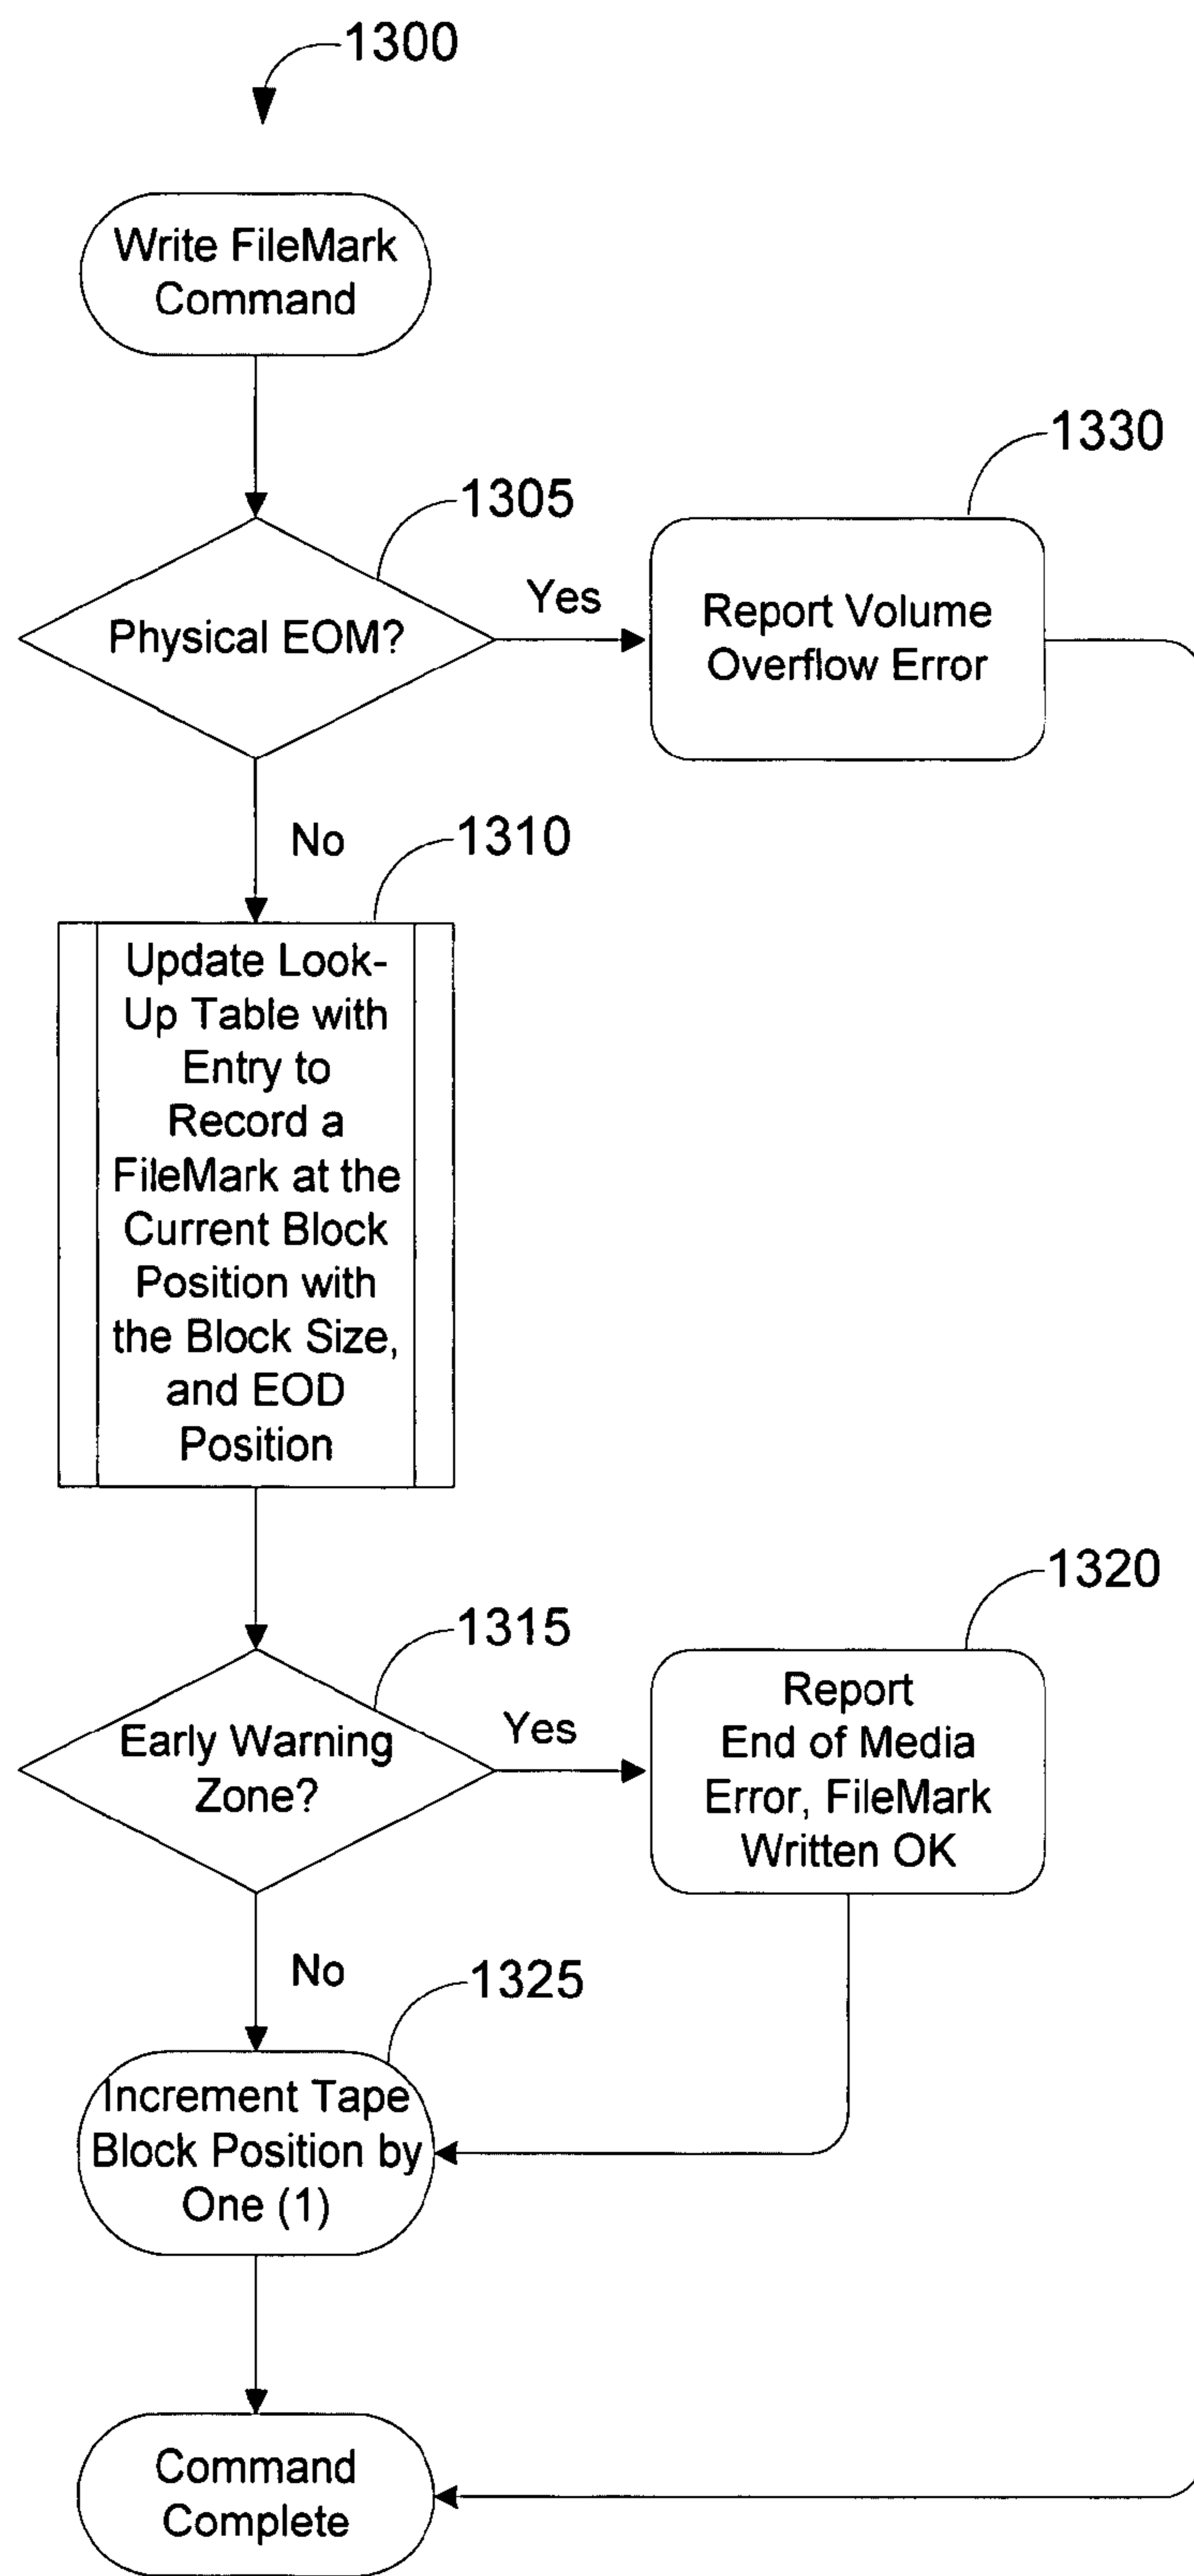 1300
Write FileMark
Command
1305
Physical EOM?
Yes
1330
Report Volume
Overflow Error
No
1310
Update Look-
Up Table with
Entry to
Record a
FileMark at the
Current Block
Position with
the Block Size,
and EOD
Position
1315
Early Warning
Zone?
Yes
1320
Report
End of Media
Error, FileMark
Written OK
No
1325
Increment Tape
Block Position by
One (1)
Command
Complete